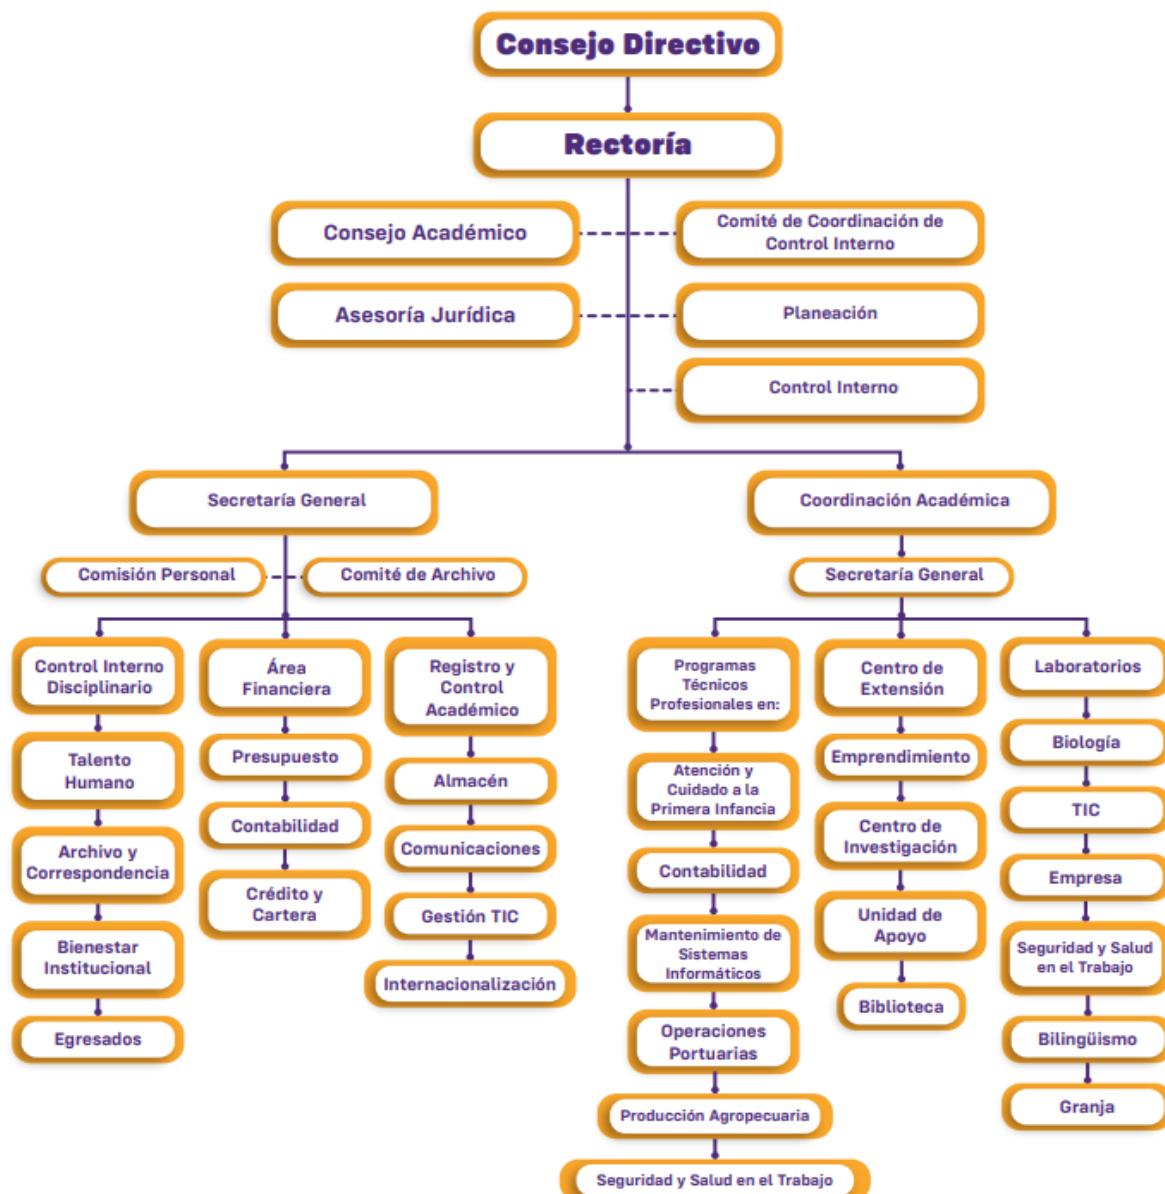 Consejo Directivo
Rectoría
Consejo Académico
Comité de Coordinación de
Control Interno
Asesoría Jurídica
Planeación
Control Interno
Secretaría General
Coordinación Académica
Comisión Personal
Comité de Archivo
Secretaría General
Control Interno
Disciplinario
Talento
Humano
Archivo y
Correspondencia
Bienestar
Institucional
Egresados
Área
Financiera
Presupuesto
Contabilidad
Crédito y
Cartera
Registro y
Control
Académico
Almacén
Comunicaciones
Gestión TIC
Internacionalización
Programas
Técnicos
Profesionales en:
Atención y
Cuidado a la
Primera Infancia
Contabilidad
Mantenimiento de
Sistemas
Informáticos
Operaciones
Portuarias
Producción Agropecuaria
Seguridad y Salud en el Trabajo
Centro de
Extensión
Emprendimiento
Centro de
Investigación
Unidad de
Apoyo
Biblioteca
Laboratorios
Biología
TIC
Empresa
Seguridad y Salud
en el Trabajo
Bilingüismo
Granja